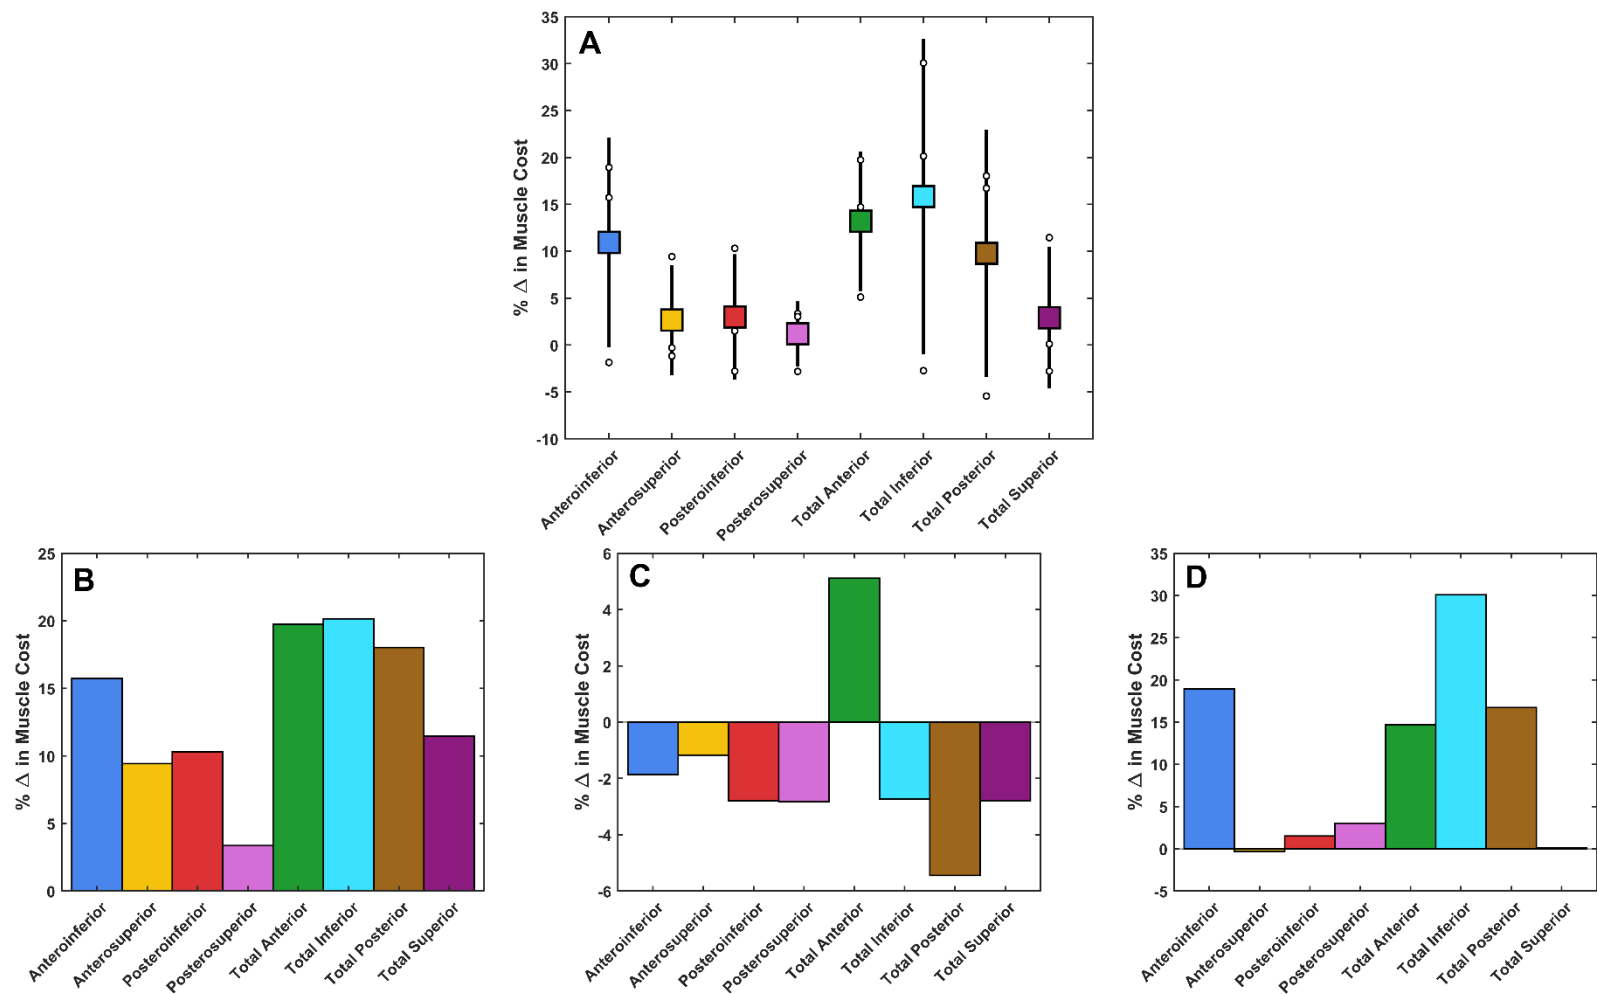 A
% Δ in Muscle Cost
35
30
25
20
15
10
5
0
-5
-10
Anteroinferior
Anterosuperior
Posteroinferior
Posterosuperior
Total Anterior
Total Inferior
Total Posterior
Total Superior
B
% Δ in Muscle Cost
25
20
15
10
5
0
Anteroinferior
Anterosuperior
Posteroinferior
Posterosuperior
Total Anterior
Total Inferior
Total Posterior
Total Superior
C
% Δ in Muscle Cost
6
4
2
0
-2
-4
-6
Anteroinferior
Anterosuperior
Posteroinferior
Posterosuperior
Total Anterior
Total Inferior
Total Posterior
Total Superior
D
% Δ in Muscle Cost
35
30
25
20
15
10
5
0
-5
Anteroinferior
Anterosuperior
Posteroinferior
Posterosuperior
Total Anterior
Total Inferior
Total Posterior
Total Superior